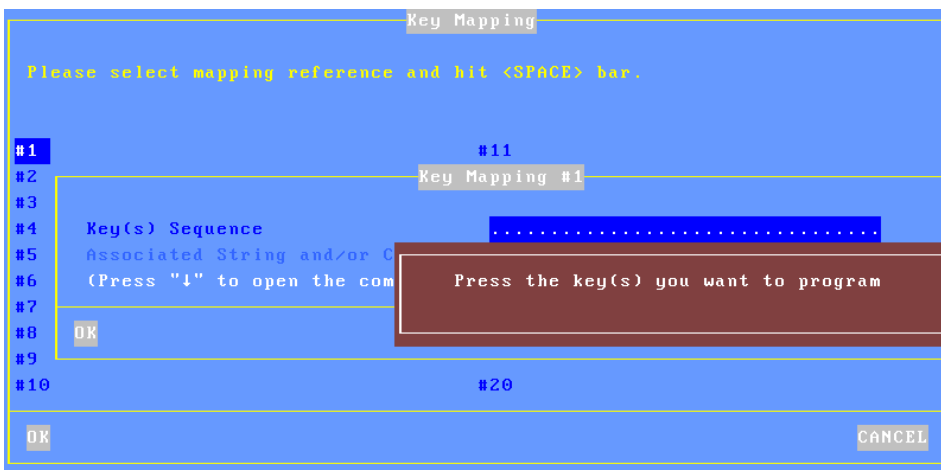 Key Mapping
Please select mapping reference and hit <SPACE> bar.
#1 #11
#2 Key Mapping #1
#3
#4 Key(s) Sequence .................................
#5 Associated String and/or C
#6 (Press "↓" to open the com Press the key(s) you want to program
#7
#8 OK
#9
#10 #20
OK CANCEL